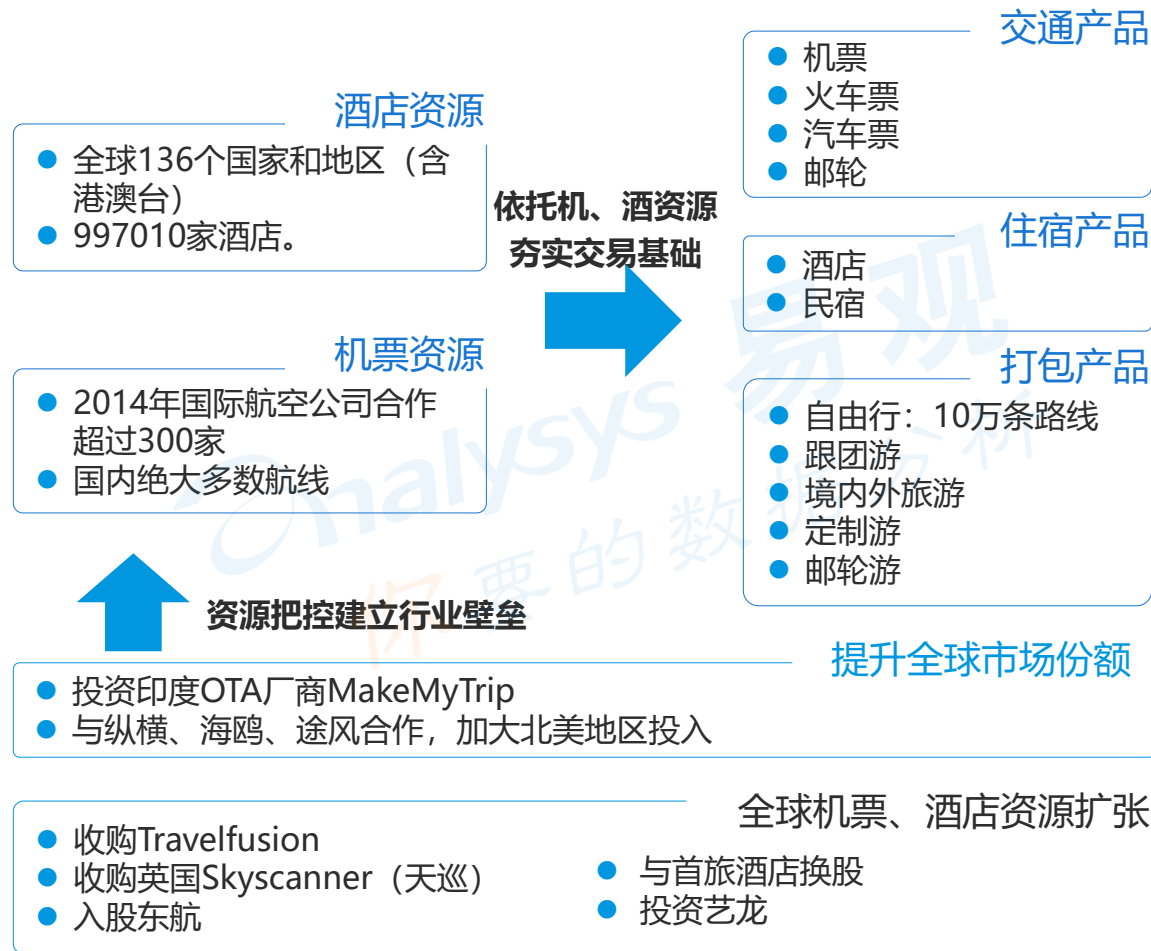 酒店资源
● 全球136个国家和地区（含
港澳台）
● 997010家酒店。
机票资源
● 2014年国际航空公司合作
超过300家
● 国内绝大多数航线
依托机、酒资源
夯实交易基础
交通产品
● 机票
● 火车票
● 汽车票
● 邮轮
住宿产品
● 酒店
● 民宿
打包产品
● 自由行：10万条路线
● 跟团游
● 境内外旅游
● 定制游
● 邮轮游
资源把控建立行业壁垒
提升全球市场份额
● 投资印度OTA厂商MakeMyTrip
● 与纵横、海鸥、途风合作，加大北美地区投入
全球机票、酒店资源扩张
● 收购Travelfusion
● 收购英国Skyscanner（天巡）
● 入股东航
● 与首旅酒店换股
● 投资艺龙
analysys 易观
你要的数据分析